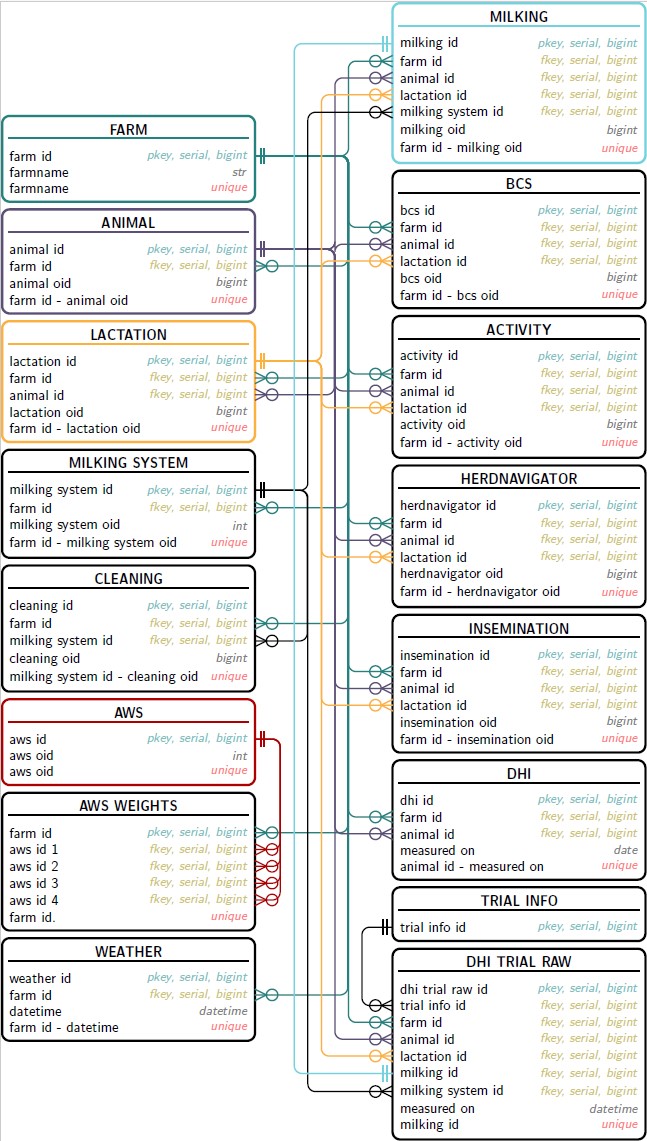 FARM
farm id pkey, serial, bigint
farmname str
farmname unique
ANIMAL
animal id pkey, serial, bigint
farm id fkey, serial, bigint
animal oid bigint
farm id - animal oid unique
LACTATION
lactation id pkey, serial, bigint
farm id fkey, serial, bigint
animal id fkey, serial, bigint
lactation oid bigint
farm id - lactation oid unique
MILKING SYSTEM
milking system id pkey, serial, bigint
farm id fkey, serial, bigint
milking system oid int
farm id - milking system oid unique
CLEANING
cleaning id pkey, serial, bigint
farm id fkey, serial, bigint
milking system id fkey, serial, bigint
cleaning oid bigint
milking system id - cleaning oid unique
AWS
aws id pkey, serial, bigint
aws oid int
aws oid unique
AWS WEIGHTS
farm id pkey, serial, bigint
aws id 1 fkey, serial, bigint
aws id 2 fkey, serial, bigint
aws id 3 fkey, serial, bigint
aws id 4 fkey, serial, bigint
farm id. unique
WEATHER
weather id pkey, serial, bigint
farm id fkey, serial, bigint
datetime datetime
farm id - datetime unique
MILKING
milking id pkey, serial, bigint
farm id fkey, serial, bigint
animal id fkey, serial, bigint
lactation id fkey, serial, bigint
milking system id fkey, serial, bigint
milking oid bigint
farm id - milking oid unique
BCS
bcs id pkey, serial, bigint
farm id fkey, serial, bigint
animal id fkey, serial, bigint
lactation id fkey, serial, bigint
bcs oid bigint
farm id - bcs oid unique
ACTIVITY
activity id pkey, serial, bigint
farm id fkey, serial, bigint
animal id fkey, serial, bigint
lactation id fkey, serial, bigint
activity oid bigint
farm id - activity oid unique
HERDNAVIGATOR
herdnavigator id pkey, serial, bigint
farm id fkey, serial, bigint
animal id fkey, serial, bigint
lactation id fkey, serial, bigint
herdnavigator oid bigint
farm id - herdnavigator oid unique
INSEMINATION
insemination id pkey, serial, bigint
farm id fkey, serial, bigint
animal id fkey, serial, bigint
lactation id fkey, serial, bigint
insemination oid bigint
farm id - insemination oid unique
DHI
dhi id pkey, serial, bigint
farm id fkey, serial, bigint
animal id fkey, serial, bigint
measured on date
animal id - measured on unique
TRIAL INFO
trial info id pkey, serial, bigint
DHI TRIAL RAW
dhi trial raw id pkey, serial, bigint
trial info id fkey, serial, bigint
farm id fkey, serial, bigint
animal id fkey, serial, bigint
lactation id fkey, serial, bigint
milking id fkey, serial, bigint
milking system id fkey, serial, bigint
measured on datetime
milking id unique